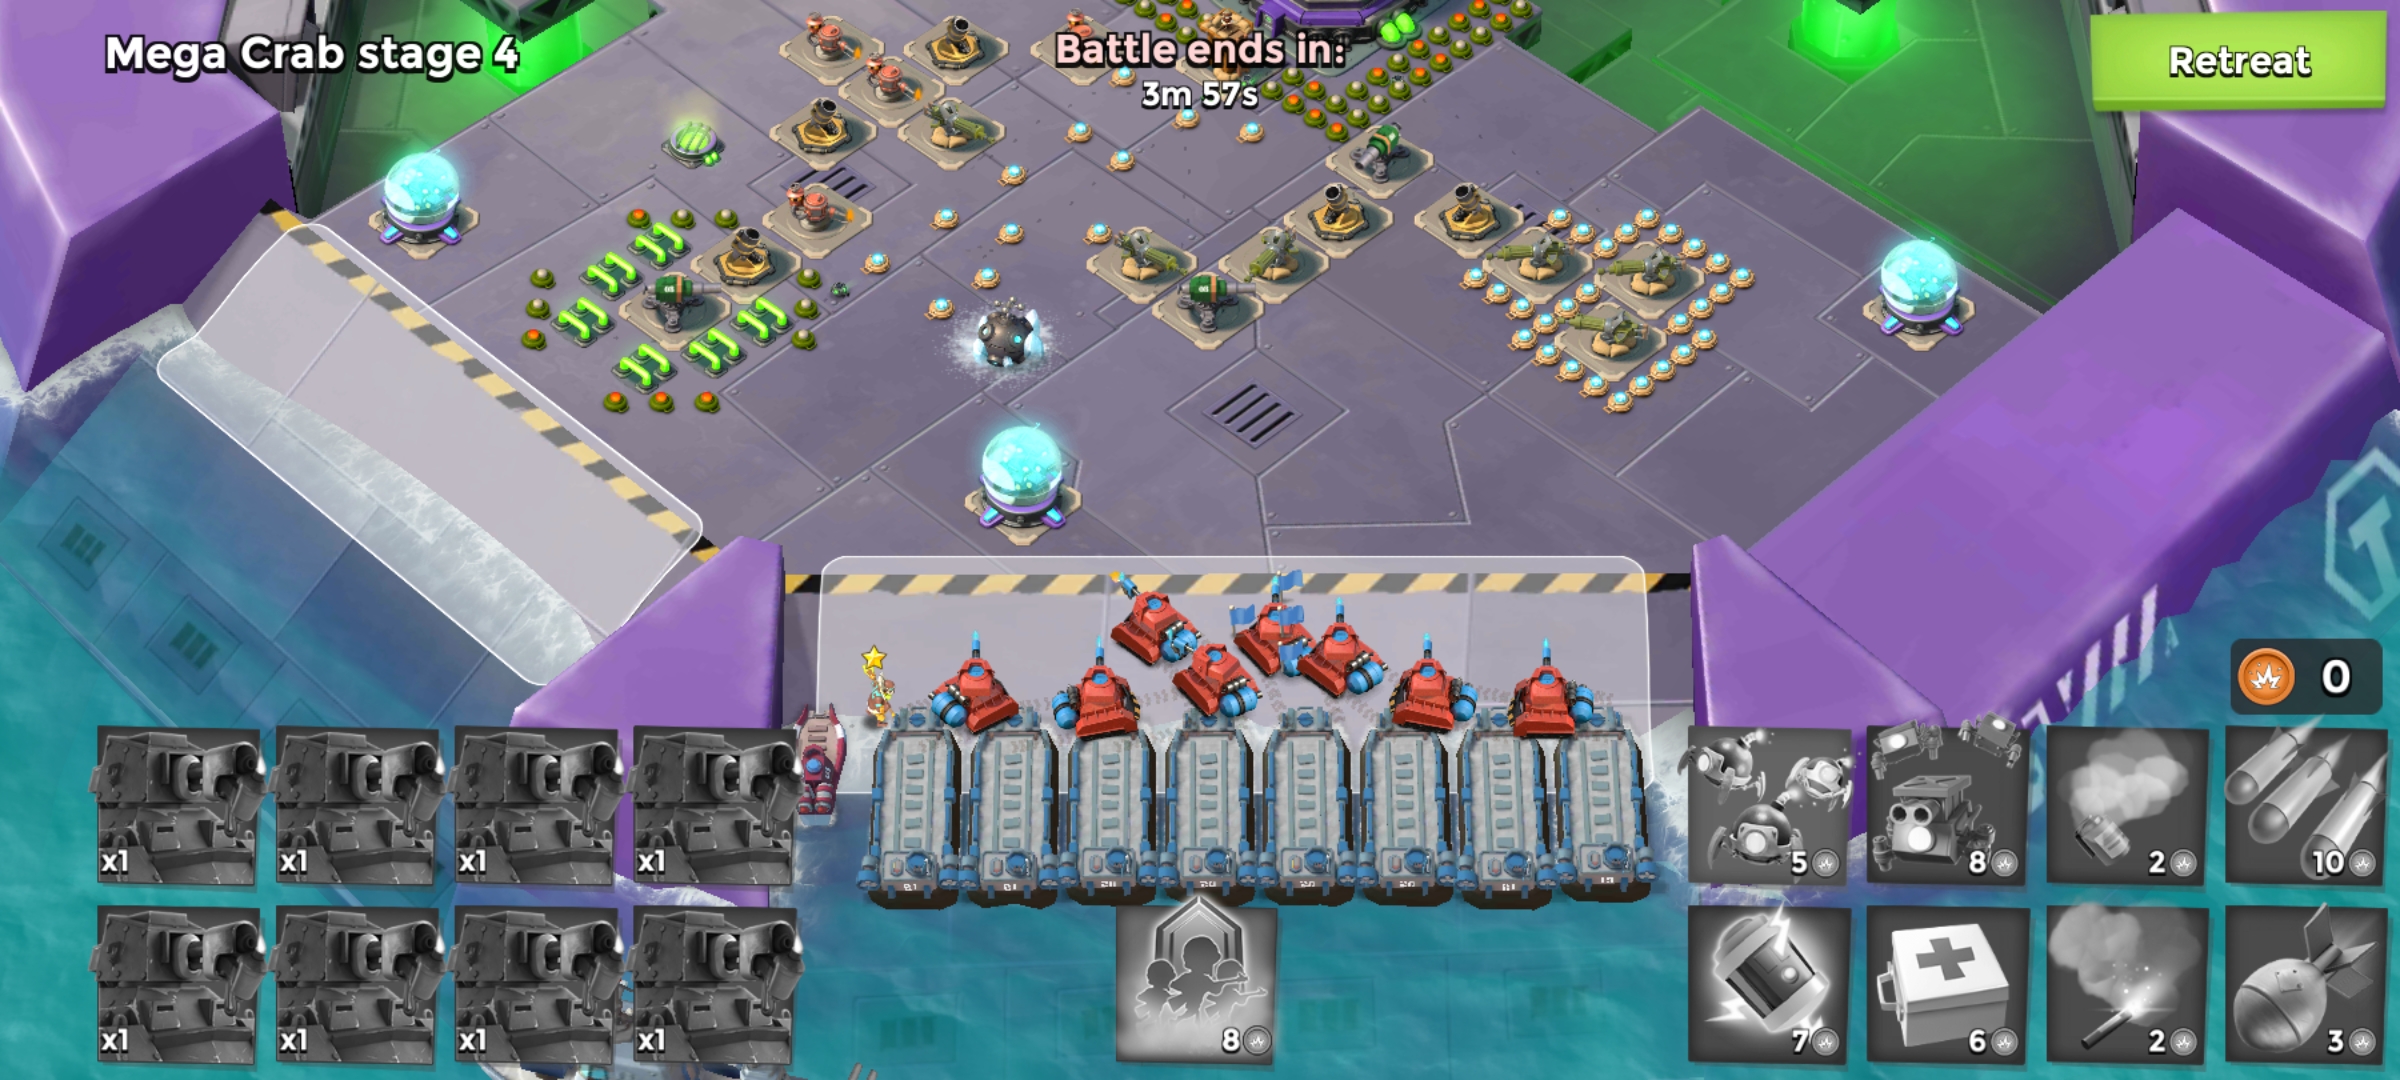 Mega Crab stage 4
Battle ends in:
3m 57s
Retreat
0
x1
x1
x1
x1
5
8
2
10
x1
x1
x1
x1
8
7
6
2
3